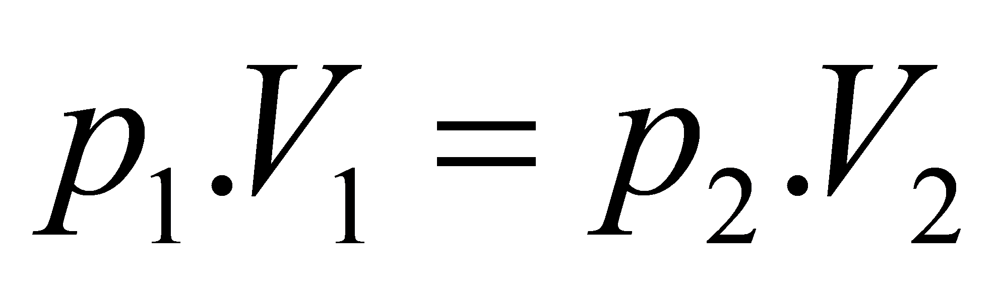 p₁.V₁ = p₂.V₂